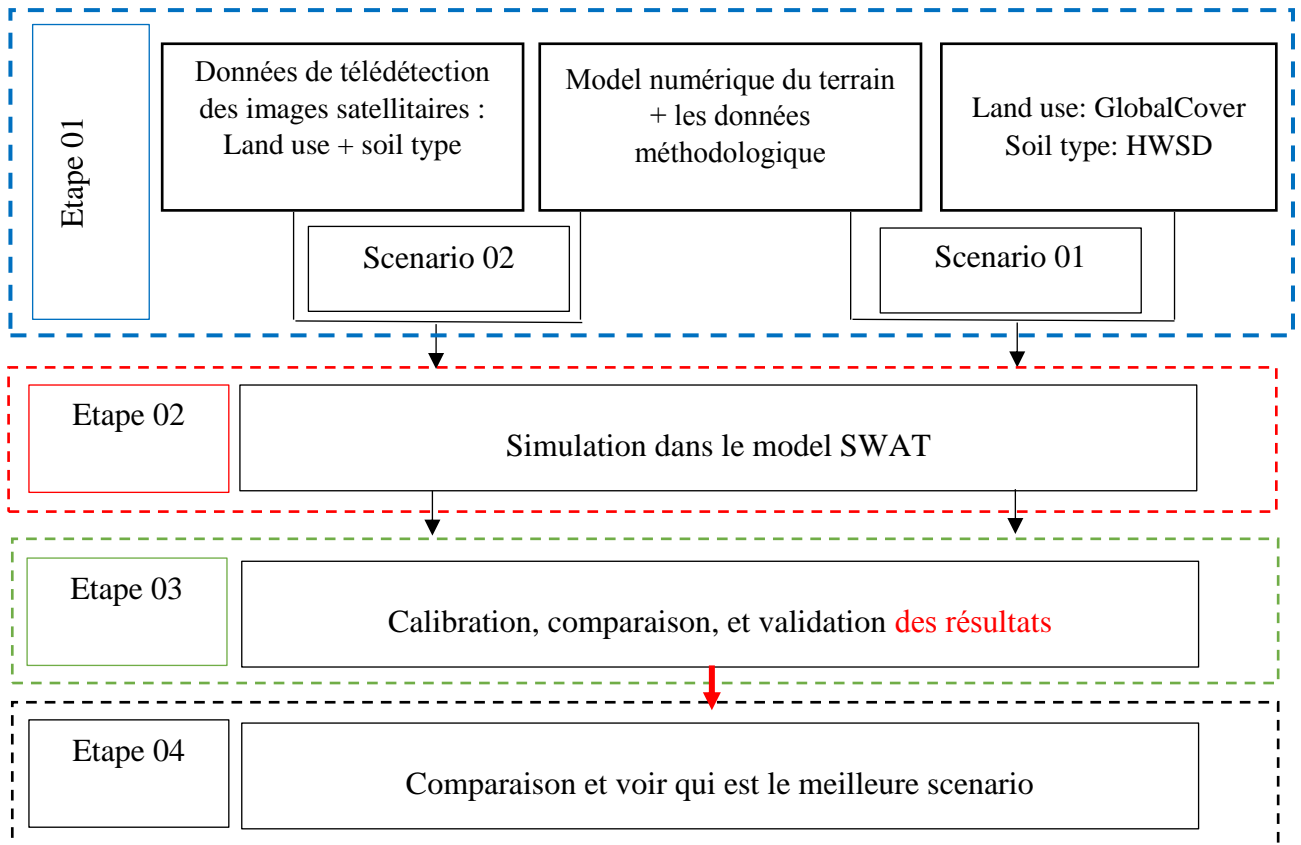 Etape 01
Données de télédétection
des images satellitaires :
Land use + soil type
Model numérique du terrain
+ les données
méthodologique
Land use: GlobalCover
Soil type: HWSD
Scenario 02
Scenario 01
Etape 02
Simulation dans le model SWAT
Etape 03
Calibration, comparaison, et validation des résultats
Etape 04
Comparaison et voir qui est le meilleure scenario